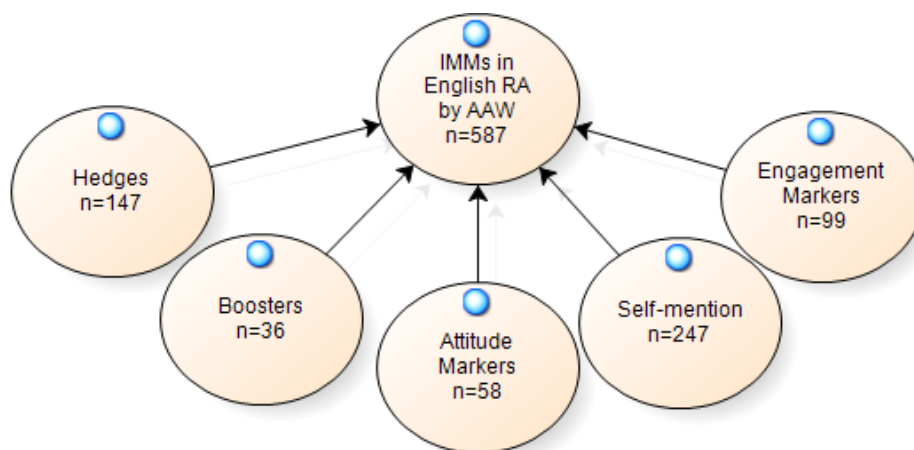 IMMs in
English RA
by AAW
n=587
Hedges
n=147
Boosters
n=36
Attitude
Markers
n=58
Self-mention
n=247
Engagement
Markers
n=99